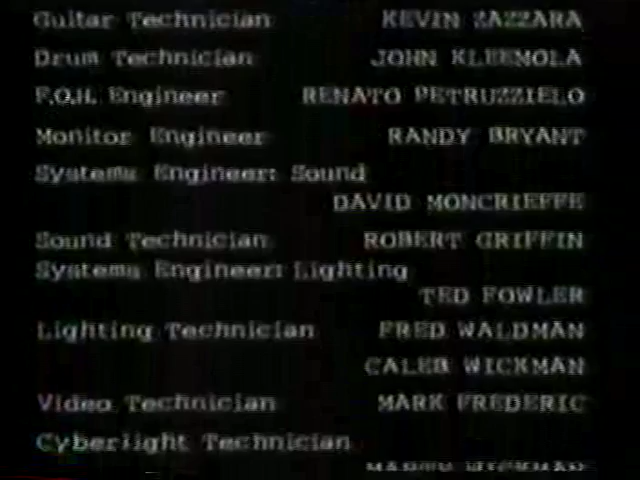 Guitar Technician KEVIN ZAZZARA
Drum Technician JOHN KLEEMOLA
F.O.H. Engineer RENATO PETRUZZIELO
Monitor Engineer RANDY BRYANT
Systems Engineer: Sound
DAVID MONCRIEFFE
Sound Technician ROBERT GRIFFIN
Systems Engineer: Lighting
TED FOWLER
Lighting Technician FRED WALDMAN
CALEB WICKMAN
Video Technician MARK FREDERIC
Cyberlight Technician
WICKMAN